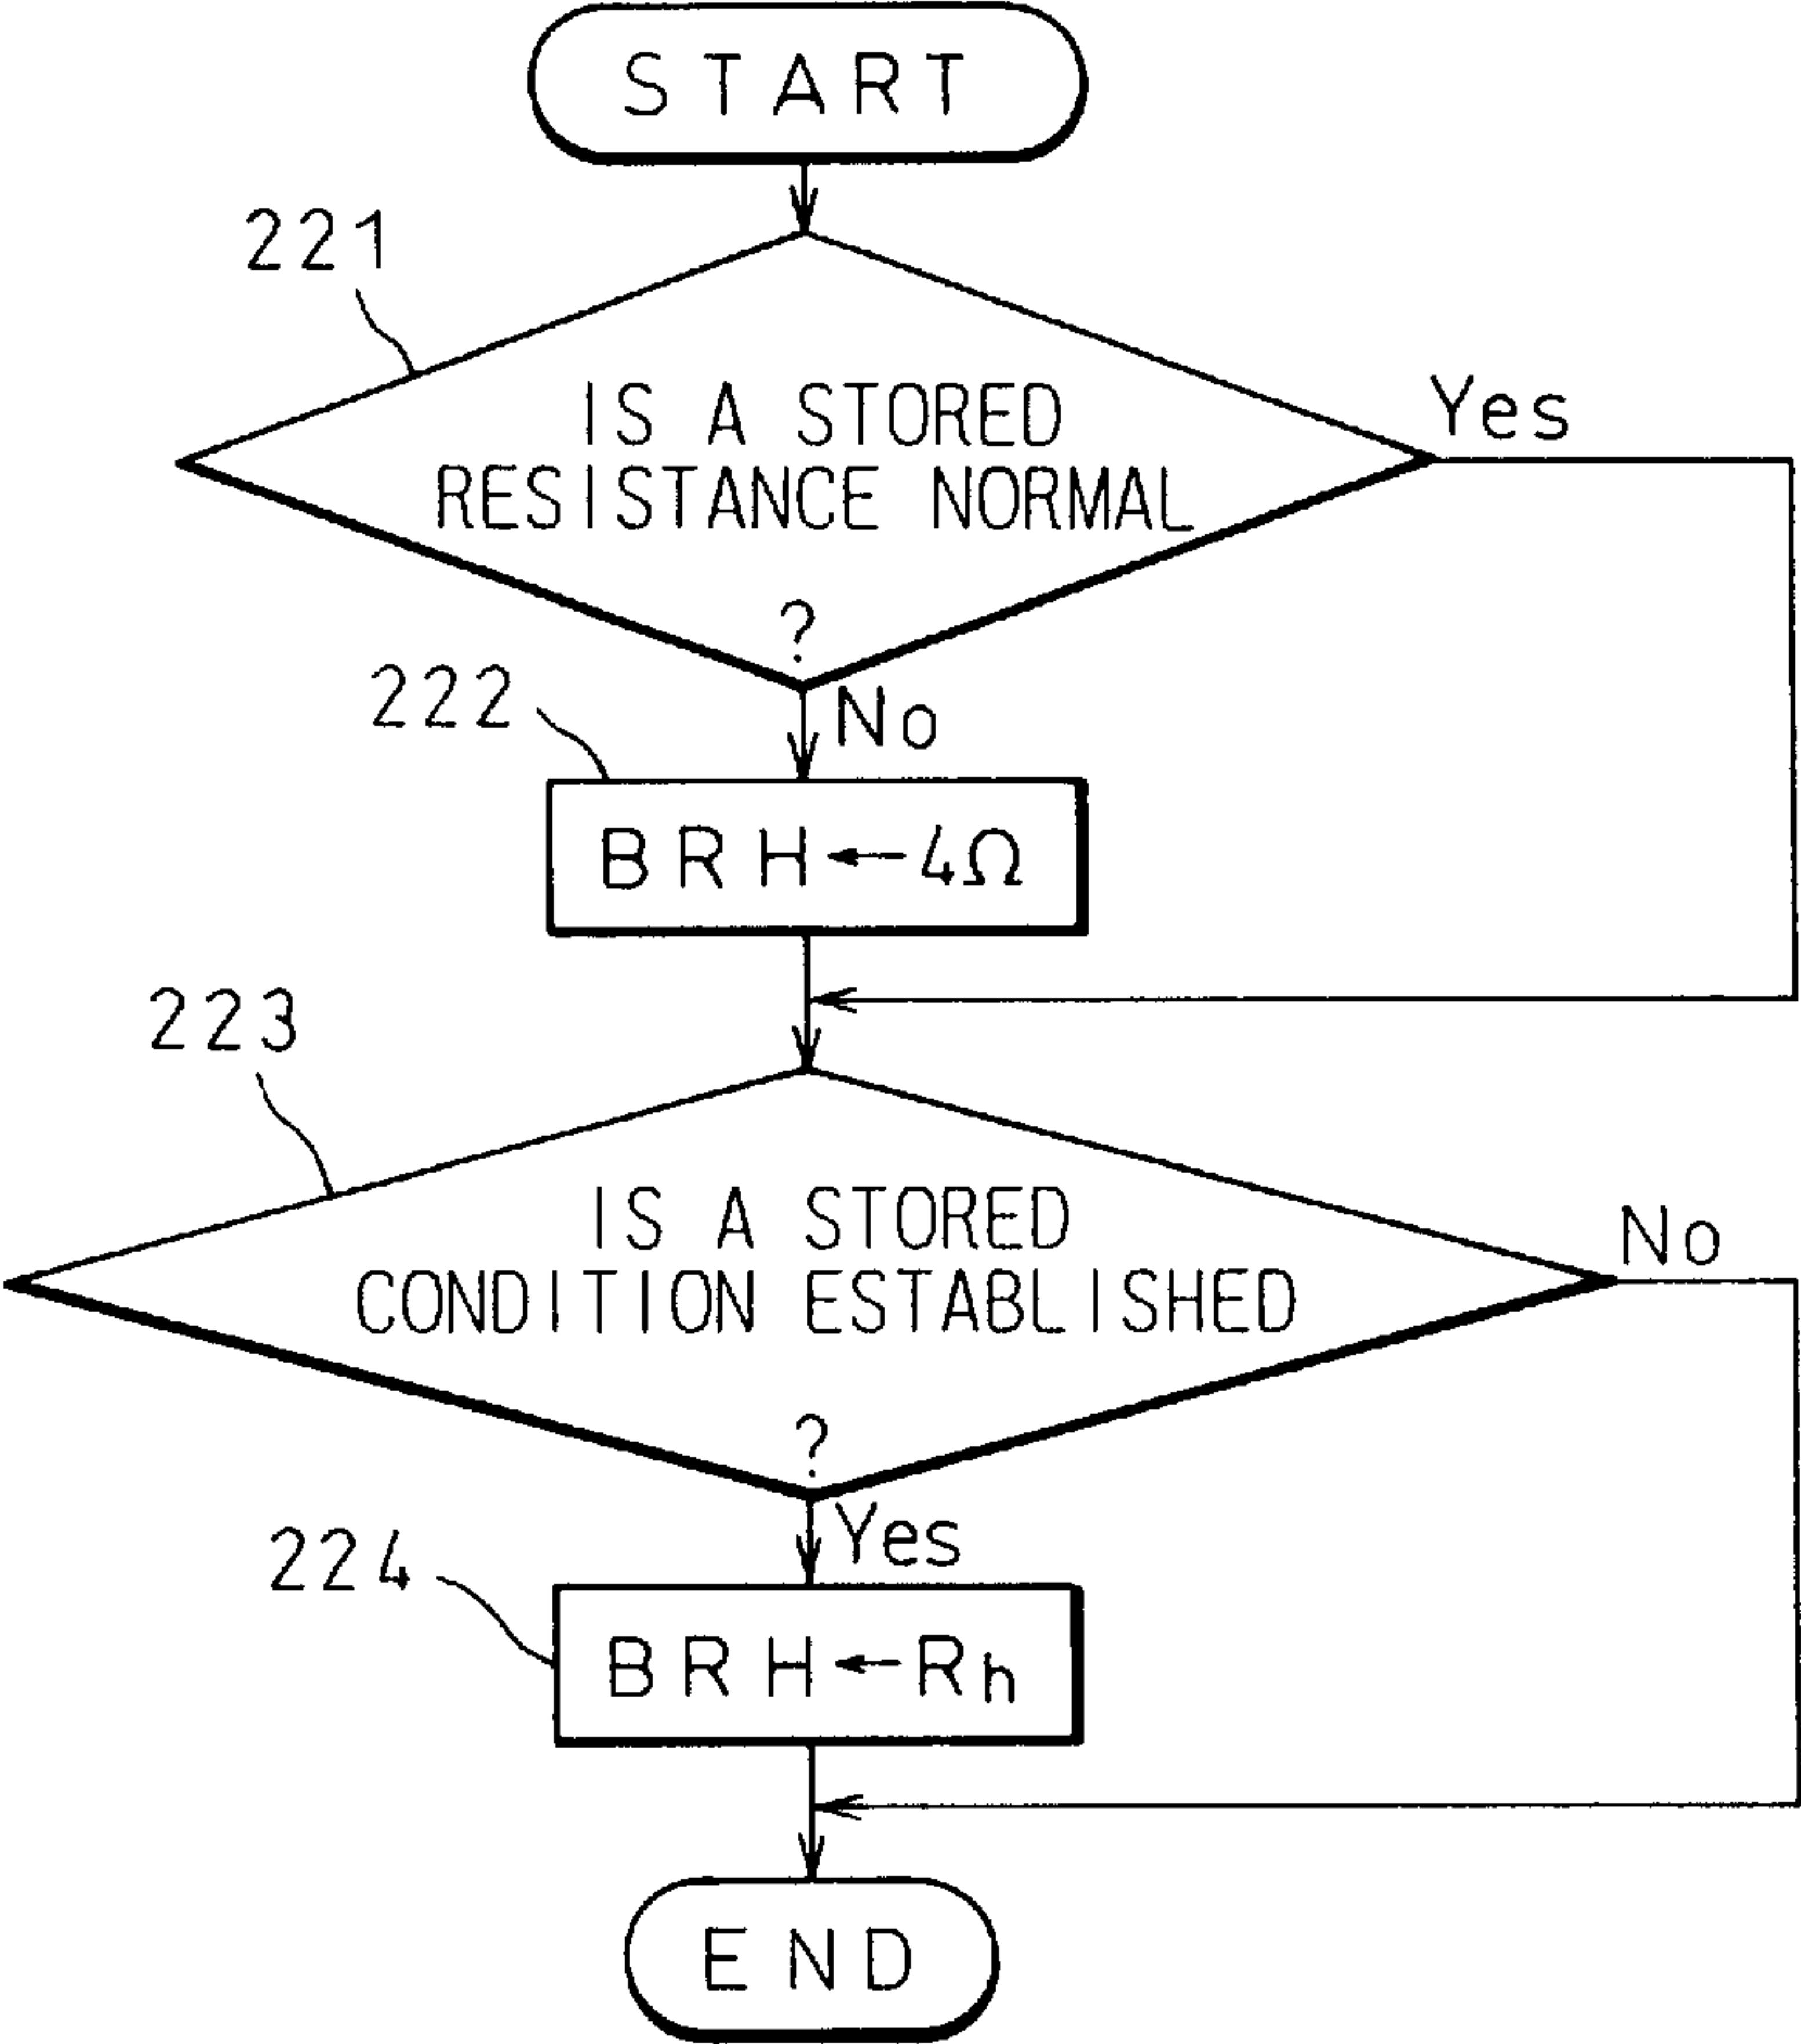 START
221
IS A STORED
RESISTANCE NORMAL
?
Yes
222
No
BRH←4Ω
223
IS A STORED
CONDITION ESTABLISHED
?
No
Yes
224
BRH←Rh
END